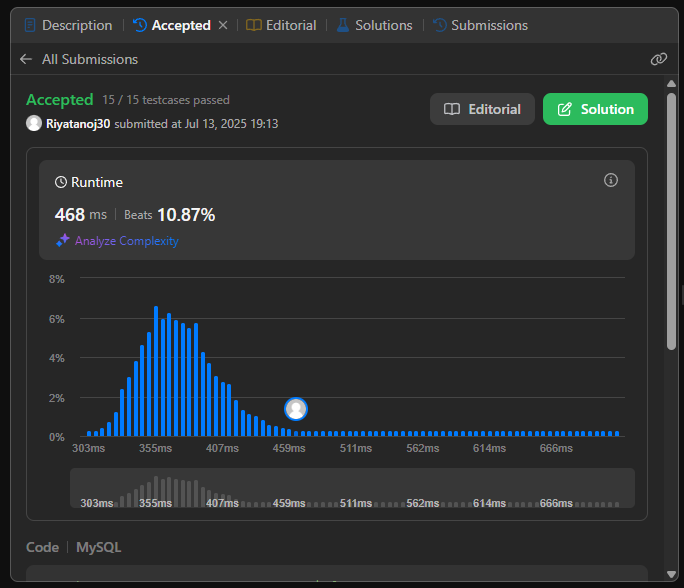 Description Accepted Editorial Solutions Submissions
All Submissions
Accepted 15 / 15 testcases passed
Riyatanoj30 submitted at Jul 13, 2025 19:13
Editorial Solution
Runtime
468 ms Beats 10.87%
Analyze Complexity
8%
6%
4%
2%
0%
303ms 355ms 407ms 459ms 511ms 562ms 614ms 666ms
303ms 355ms 407ms 459ms 511ms 562ms 614ms 666ms
Code MySQL